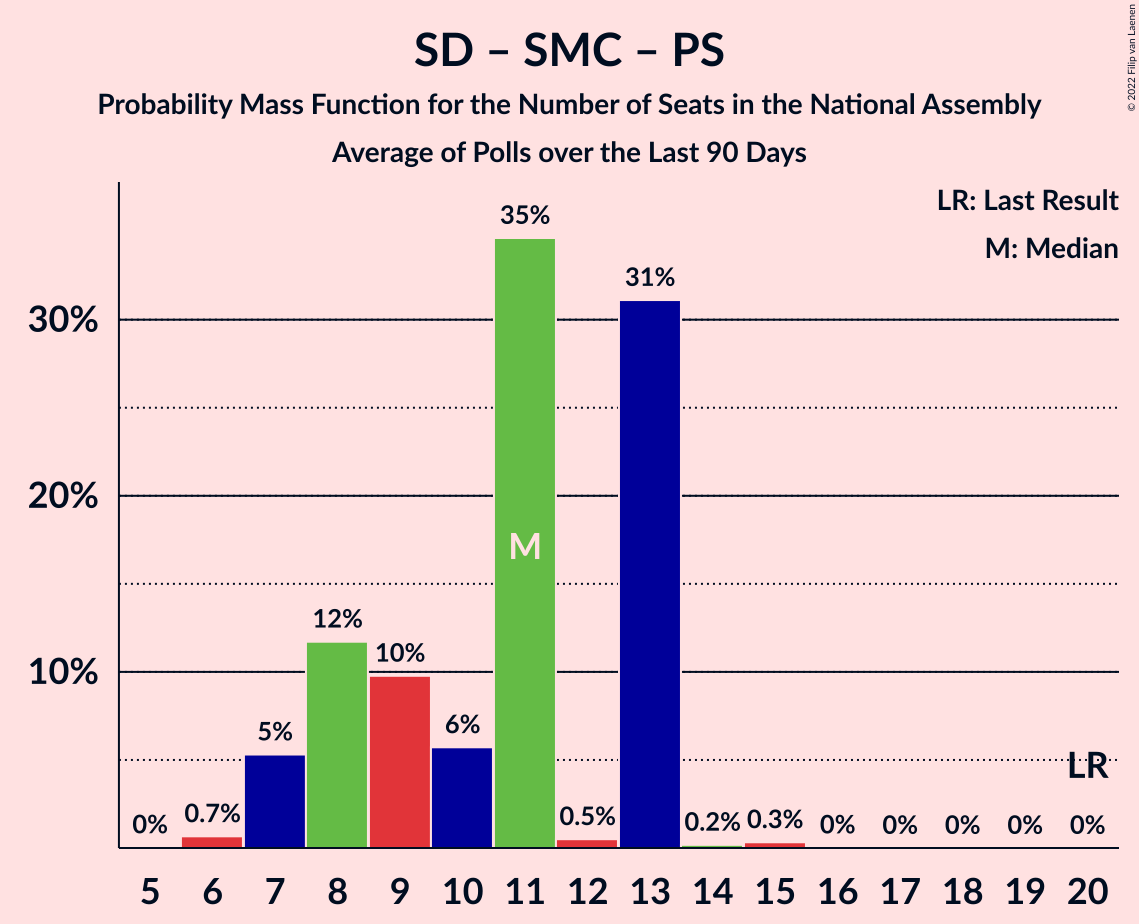 SD – SMC – PS
Probability Mass Function for the Number of Seats in the National Assembly
Average of Polls over the Last 90 Days
© 2022 Filip van Laenen
LR: Last Result
M: Median
30%
20%
10%
0%
0.7%
5%
12%
10%
6%
35%
M
0.5%
31%
0.2%
0.3%
0%
0%
0%
0%
0%
LR
5 6 7 8 9 10 11 12 13 14 15 16 17 18 19 20